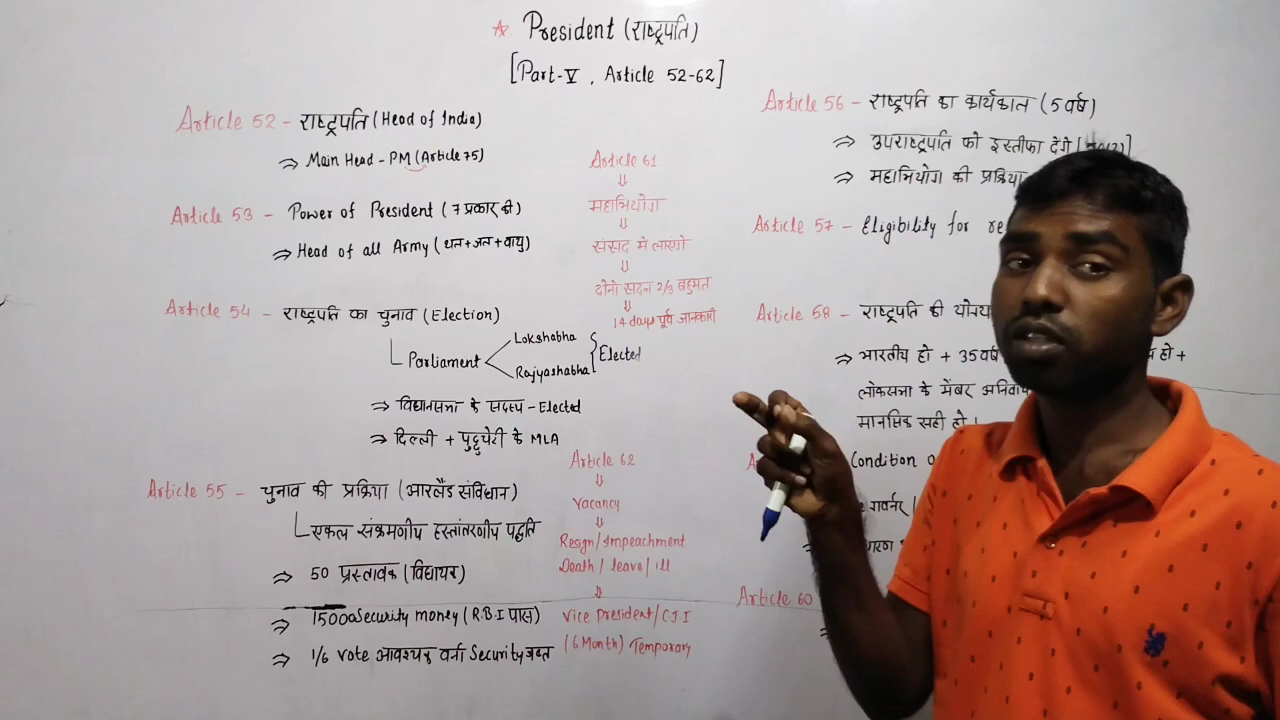 ☆ President (राष्ट्रपति)
[Part-V, Article 52-62]
Article 52 - राष्ट्रपति (Head of India)
⇒ Main Head - PM (Article 75)
Article 53 - Power of President (7 प्रकार की)
⇒ Head of all Army (थल+जल+वायु)
Article 54 - राष्ट्रपति का चुनाव (Election)
Parliament
Lokshabha
Rajyashabha
Elected
⇒ विधानसभा के सदस्य - Elected
⇒ दिल्ली + पुदुचेरी के MLA
Article 55 - चुनाव की प्रक्रिया (आरलैंड संविधान)
एकल संक्रमणीय हस्तांतरणीय पद्धति
⇒ 50 प्रस्तावक (विधायक)
⇒ 15000 Security money (R.B.I पास)
⇒ 1/6 vote आवश्यक वर्ना Security जब्त
Article 61
⇓
महाभियोग
⇓
संसद में लाएंगे
⇓
दोनों सदन 2/3 बहुमत
⇓
14 days पूर्व जानकारी
Article 62
⇓
Vacancy
⇓
Resign/Impeachment
Death / leave / ill
⇓
Vice president / C.J.I
(6 Month) Temporary
Article 56 - राष्ट्रपति का कार्यकाल (5 वर्ष)
⇒ उपराष्ट्रपति को इस्तीफा देंगे
⇒ महाभियोग की प्रक्रिया
Article 57 - Eligibility for re
Article 58 - राष्ट्रपति की योग्य
⇒ भारतीय हो + 35 वर्ष हो +
लोकसभा के मेंबर
मानसिक सही हो।
Condition o
गवर्नर /
Article 60